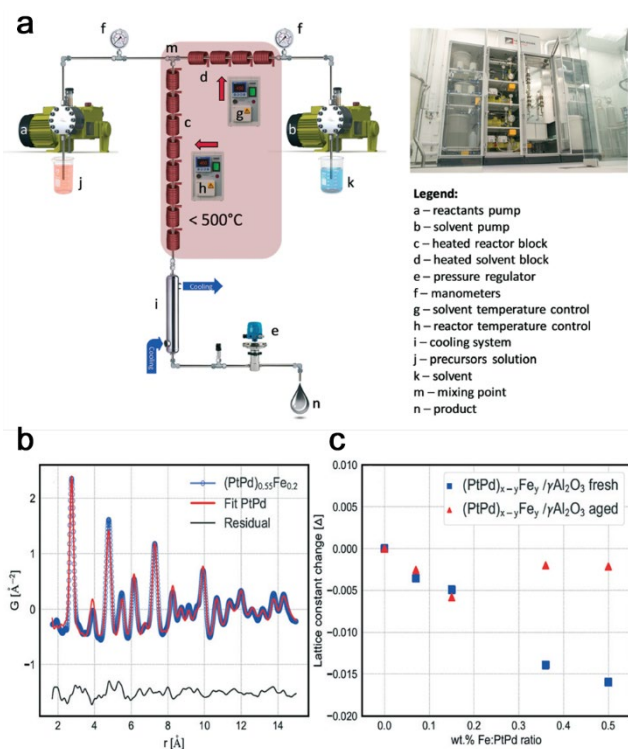 a
f
m
f
d
g
c
a
b
h
j
k
< 500°C
i
Cooling
e
Cooling
n
Legend:
a – reactants pump
b – solvent pump
c – heated reactor block
d – heated solvent block
e – pressure regulator
f – manometers
g – solvent temperature control
h – reactor temperature control
i – cooling system
j – precursors solution
k – solvent
m – mixing point
n – product
b
(PtPd)0.55Fe0.2
Fit PtPd
Residual
G [Å⁻²]
2
1
0
−1
2 4 6 8 10 12 14
r [Å]
c
(PtPd)x−yFey /γAl2O3 fresh
(PtPd)x−yFey /γAl2O3 aged
Lattice constant change [Δ]
0.010
0.005
0.000
−0.005
−0.010
−0.015
−0.020
0.0 0.1 0.2 0.3 0.4 0.5
wt.% Fe:PtPd ratio